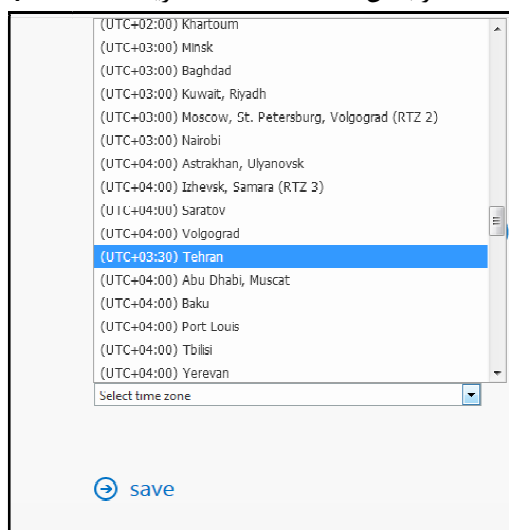 (UTC+02:00) Khartoum
(UTC+03:00) Minsk
(UTC+03:00) Baghdad
(UTC+03:00) Kuwait, Riyadh
(UTC+03:00) Moscow, St. Petersburg, Volgograd (RTZ 2)
(UTC+03:00) Nairobi
(UTC+04:00) Astrakhan, Ulyanovsk
(UTC+04:00) Izhevsk, Samara (RTZ 3)
(UTC+04:00) Saratov
(UTC+04:00) Volgograd
(UTC+03:30) Tehran
(UTC+04:00) Abu Dhabi, Muscat
(UTC+04:00) Baku
(UTC+04:00) Port Louis
(UTC+04:00) Tbilisi
(UTC+04:00) Yerevan
Select time zone
save